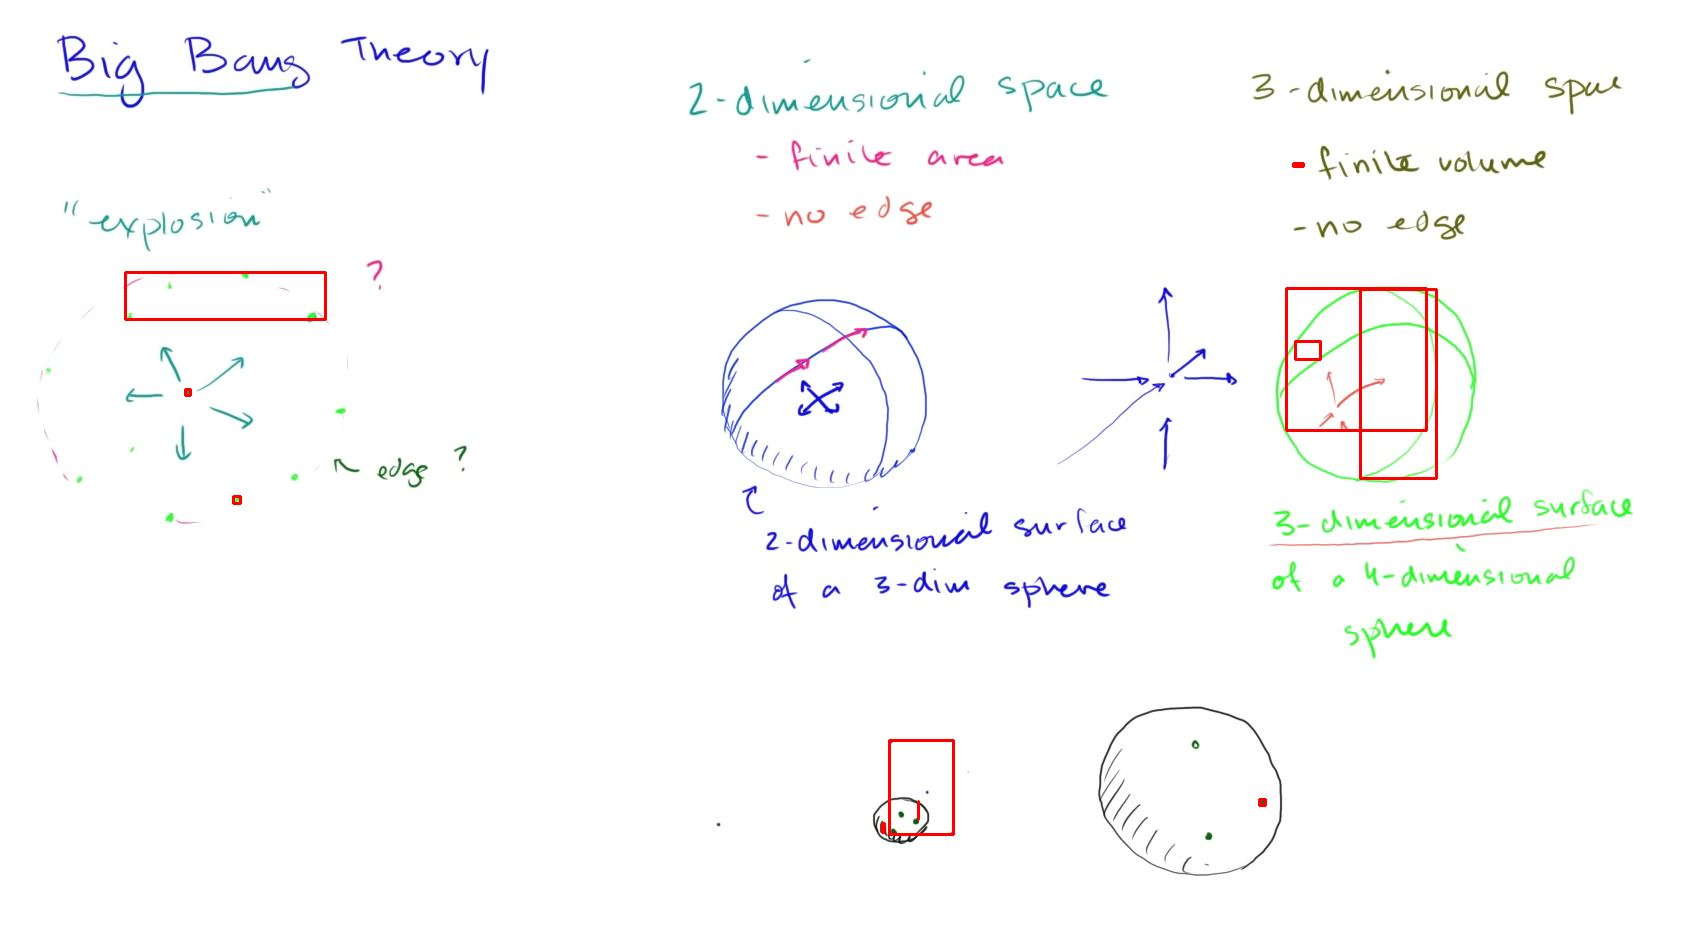 Big Bang Theory
"explosion"
?
edge ?
2-dimensional space
- finite area
- no edge
2-dimensional surface
of a 3-dim sphere
3-dimensional space
- finite volume
- no edge
3-dimensional surface
of a 4-dimensional
sphere